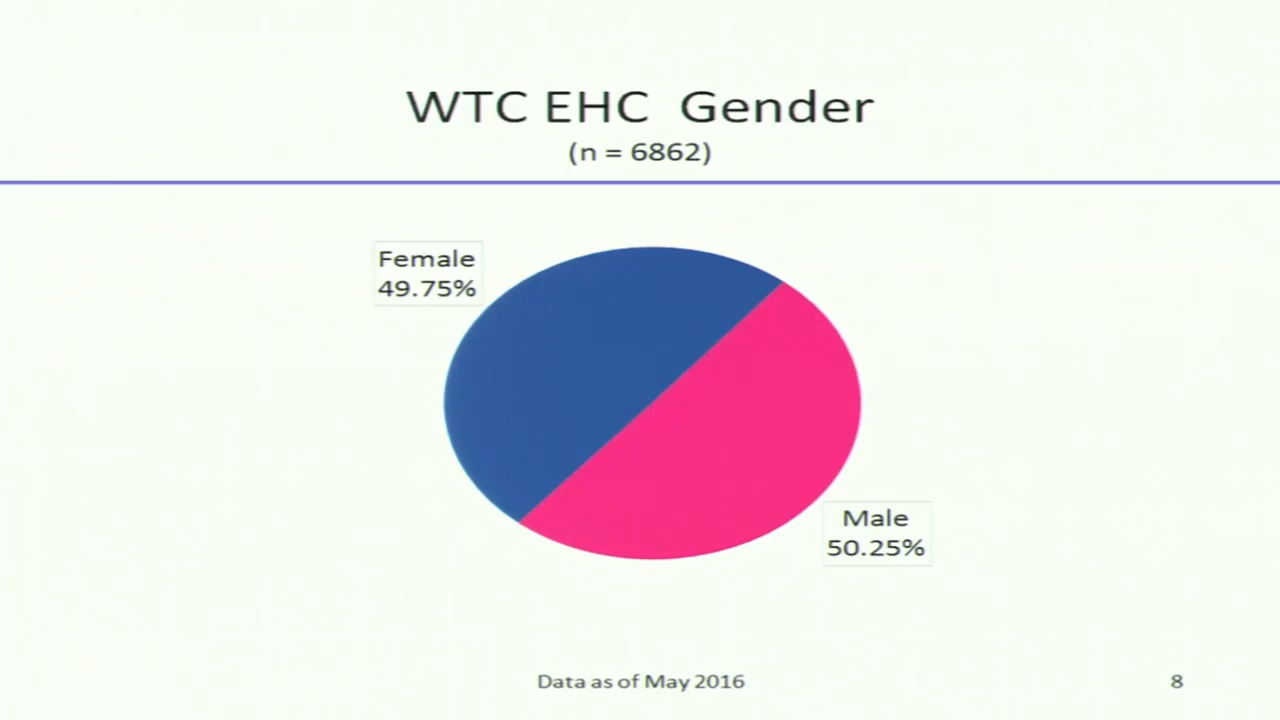 WTC EHC Gender
(n = 6862)
Female
49.75%
Male
50.25%
Data as of May 2016
8